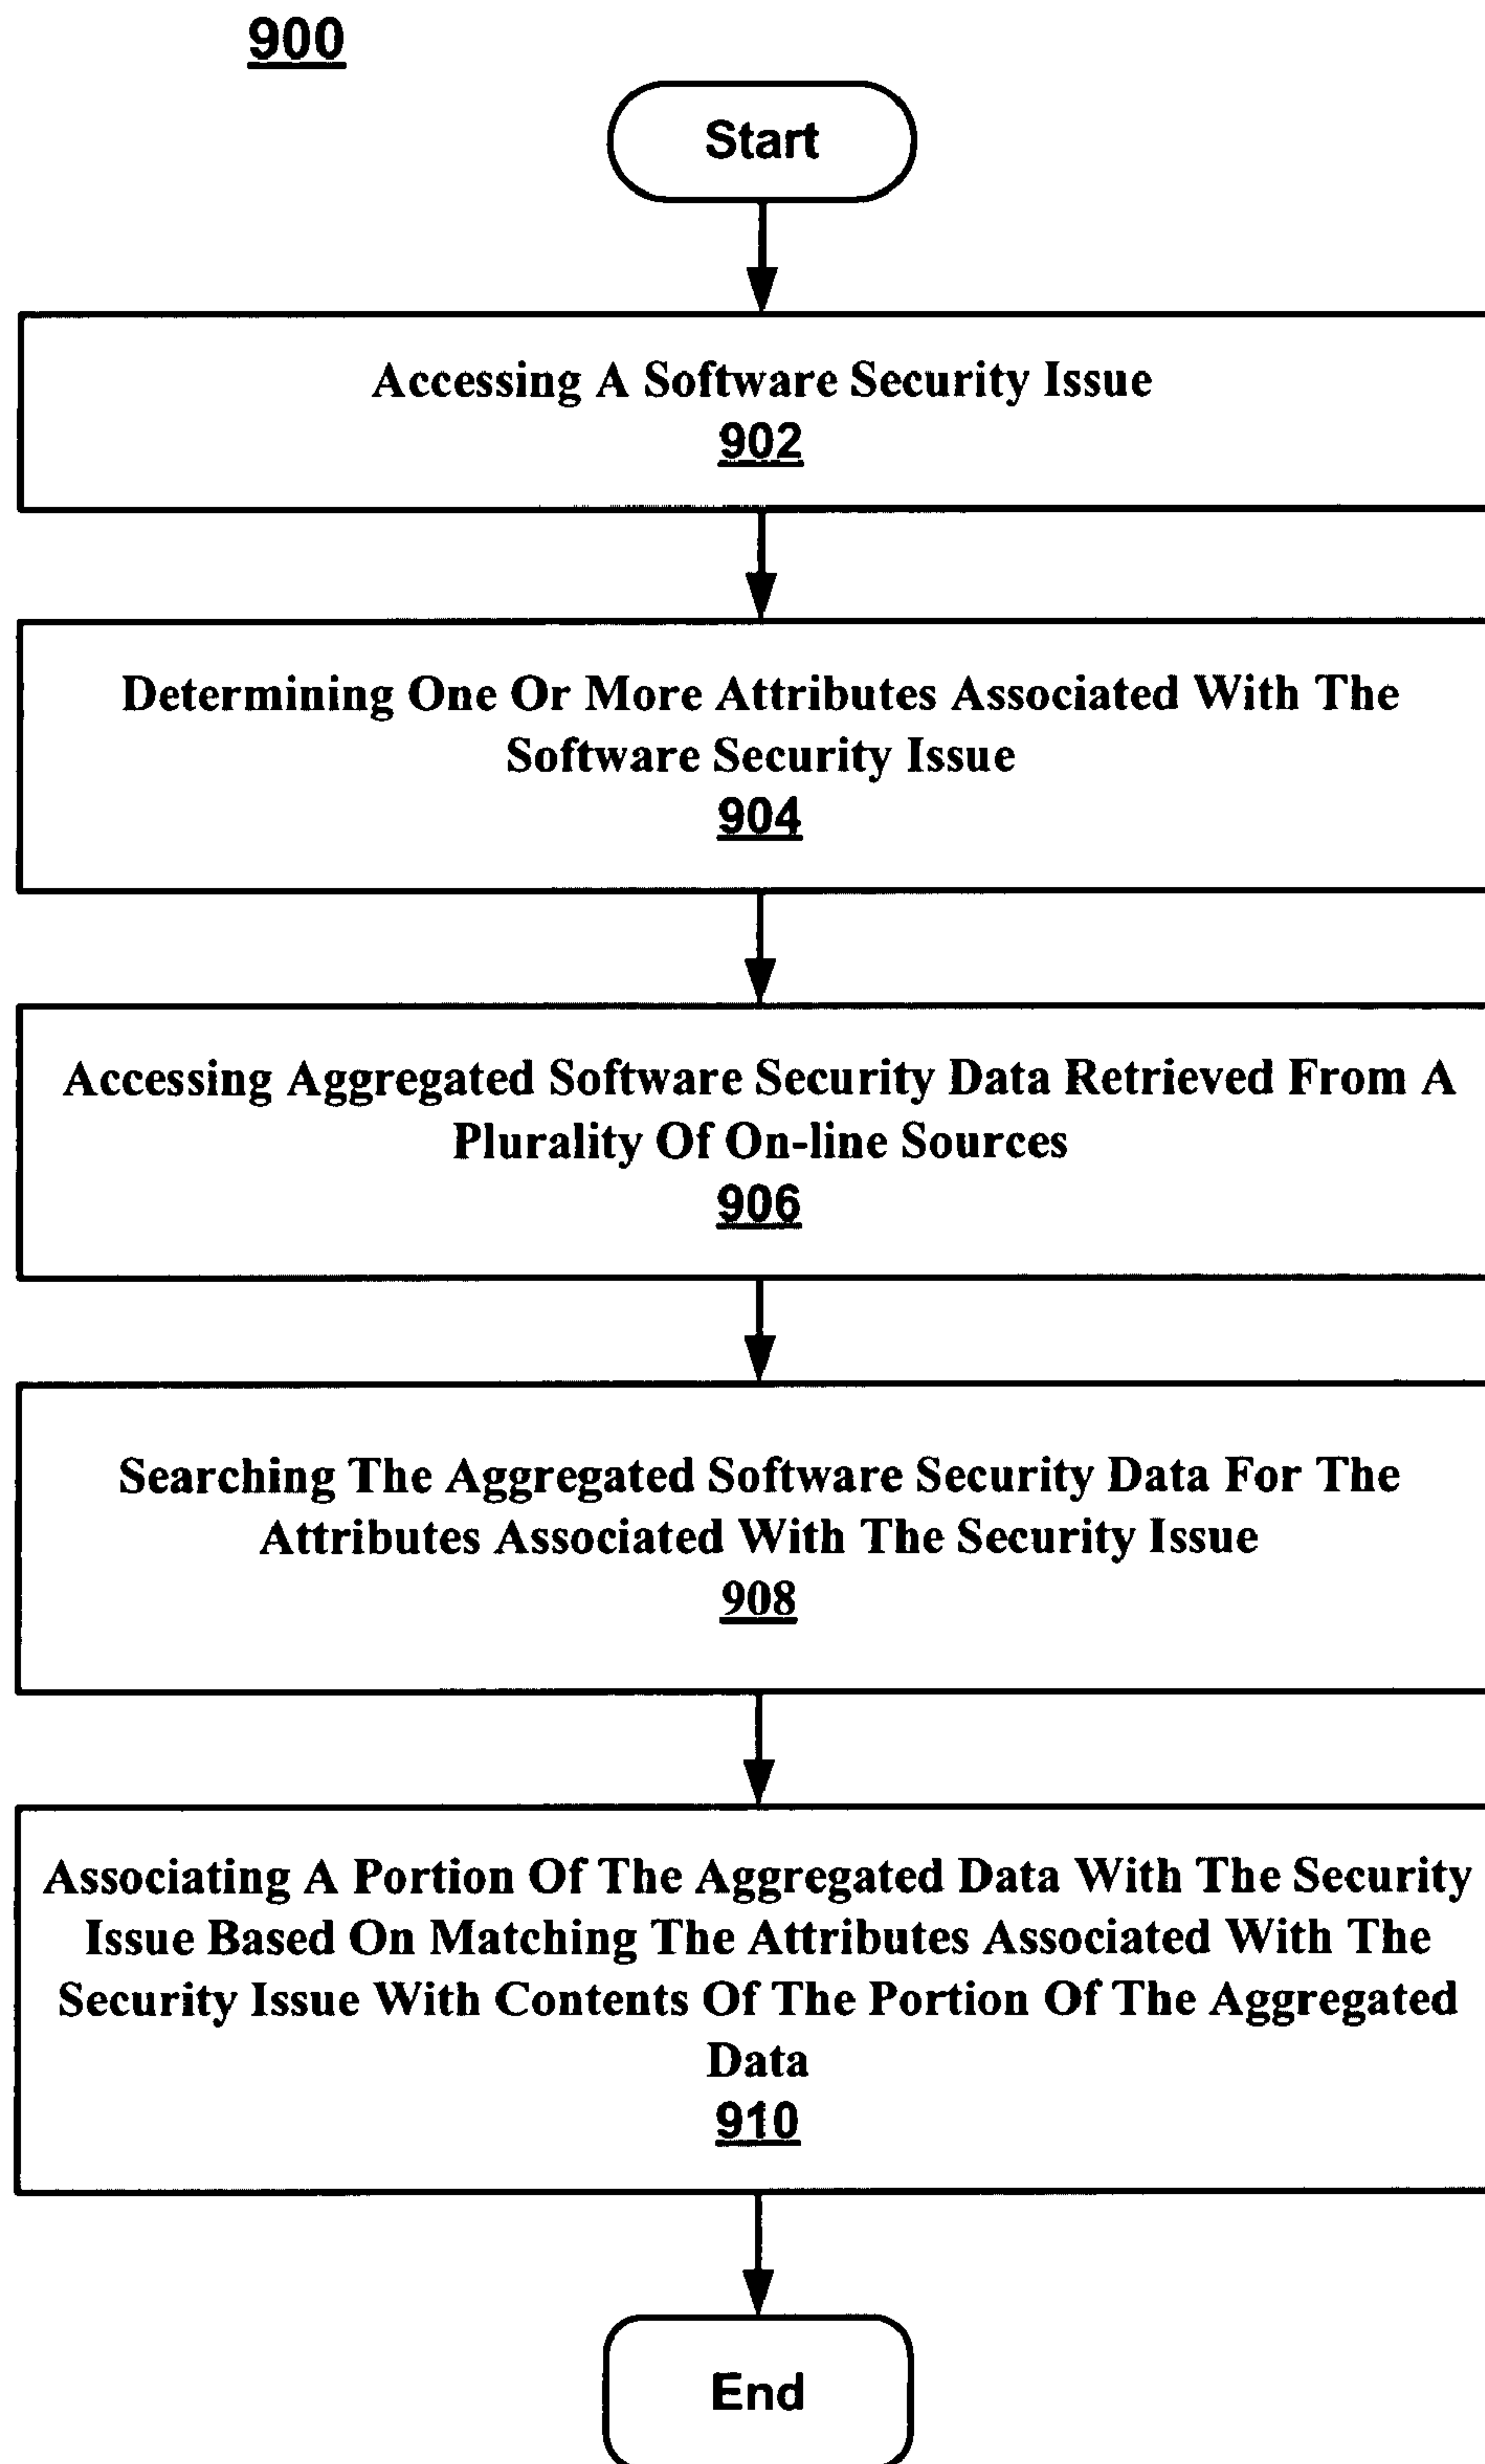 900
Start
Accessing A Software Security Issue
902
Determining One Or More Attributes Associated With The
Software Security Issue
904
Accessing Aggregated Software Security Data Retrieved From A
Plurality Of On-line Sources
906
Searching The Aggregated Software Security Data For The
Attributes Associated With The Security Issue
908
Associating A Portion Of The Aggregated Data With The Security
Issue Based On Matching The Attributes Associated With The
Security Issue With Contents Of The Portion Of The Aggregated
Data
910
End